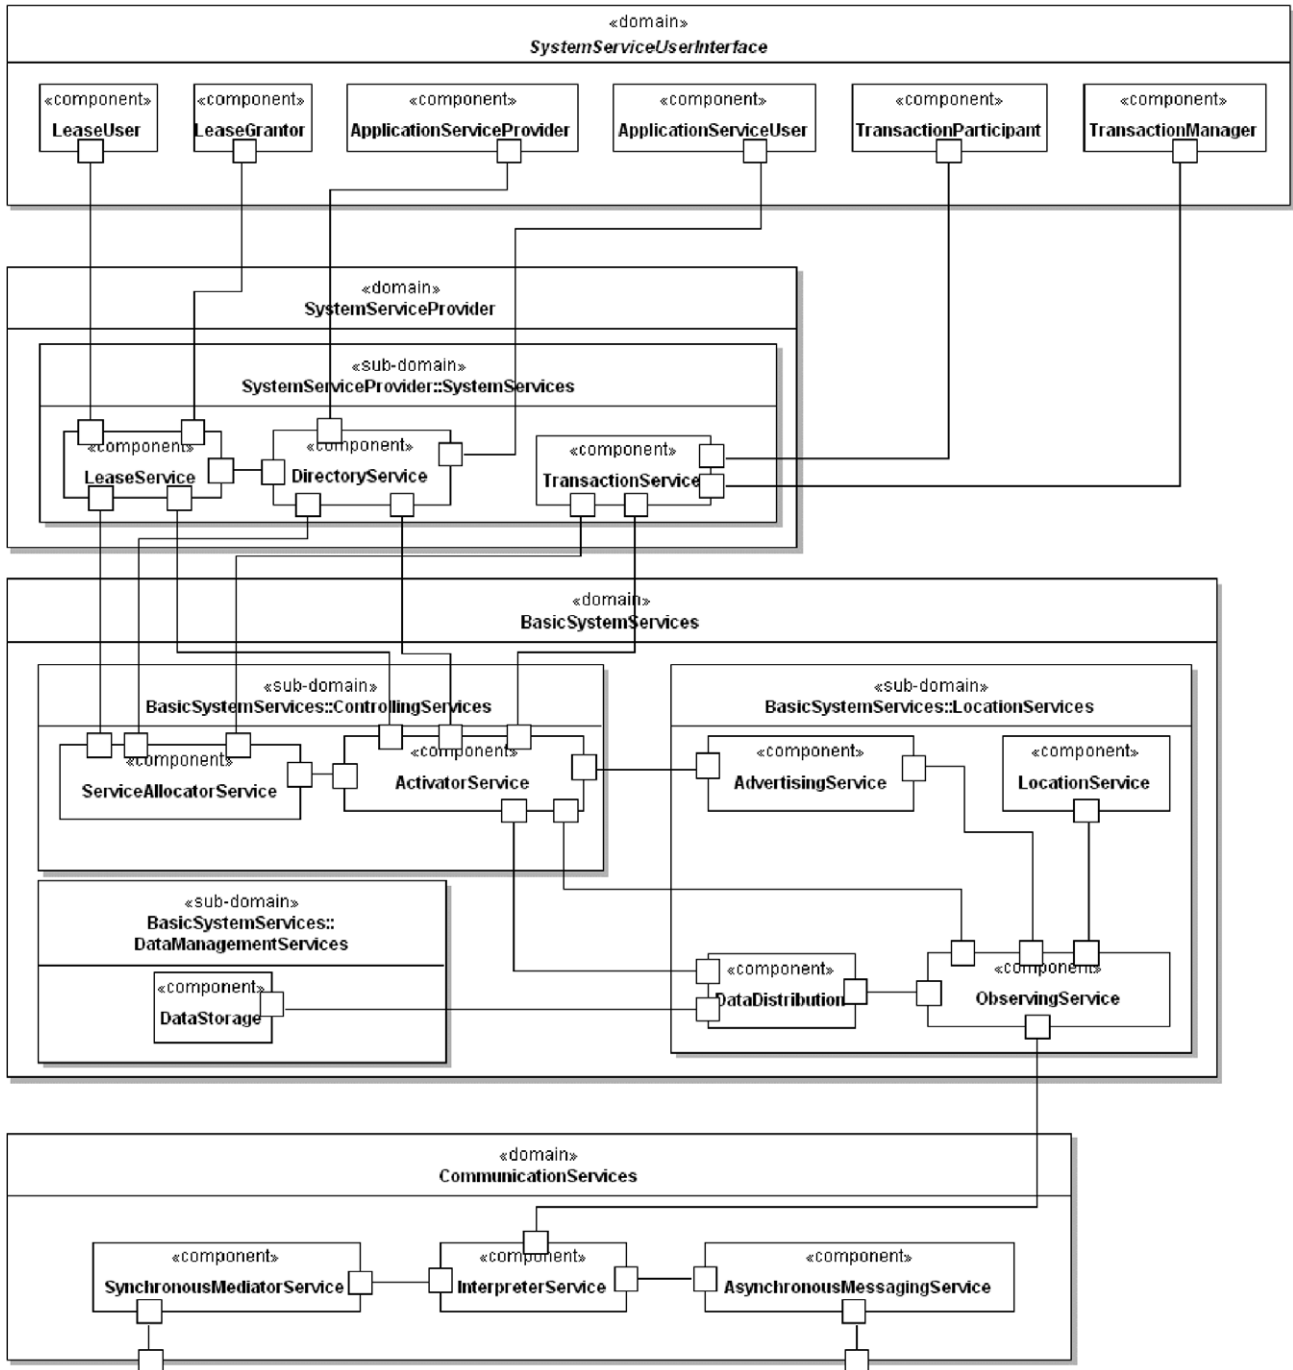 «domain»
SystemServiceUserInterface
«component»
LeaseUser
«component»
LeaseGrantor
«component»
ApplicationServiceProvider
«component»
ApplicationServiceUser
«component»
TransactionParticipant
«component»
TransactionManager
«domain»
SystemServiceProvider
«sub-domain»
SystemServiceProvider::SystemServices
«component»
LeaseService
«component»
DirectoryService
«component»
TransactionService
«domain»
BasicSystemServices
«sub-domain»
BasicSystemServices::ControllingServices
«component»
ServiceAllocatorService
«component»
ActivatorService
«sub-domain»
BasicSystemServices::LocationServices
«component»
AdvertisingService
«component»
LocationService
«sub-domain»
BasicSystemServices::
DataManagementServices
«component»
DataStorage
«component»
DataDistribution
«component»
ObservingService
«domain»
CommunicationServices
«component»
SynchronousMediatorService
«component»
InterpreterService
«component»
AsynchronousMessagingService